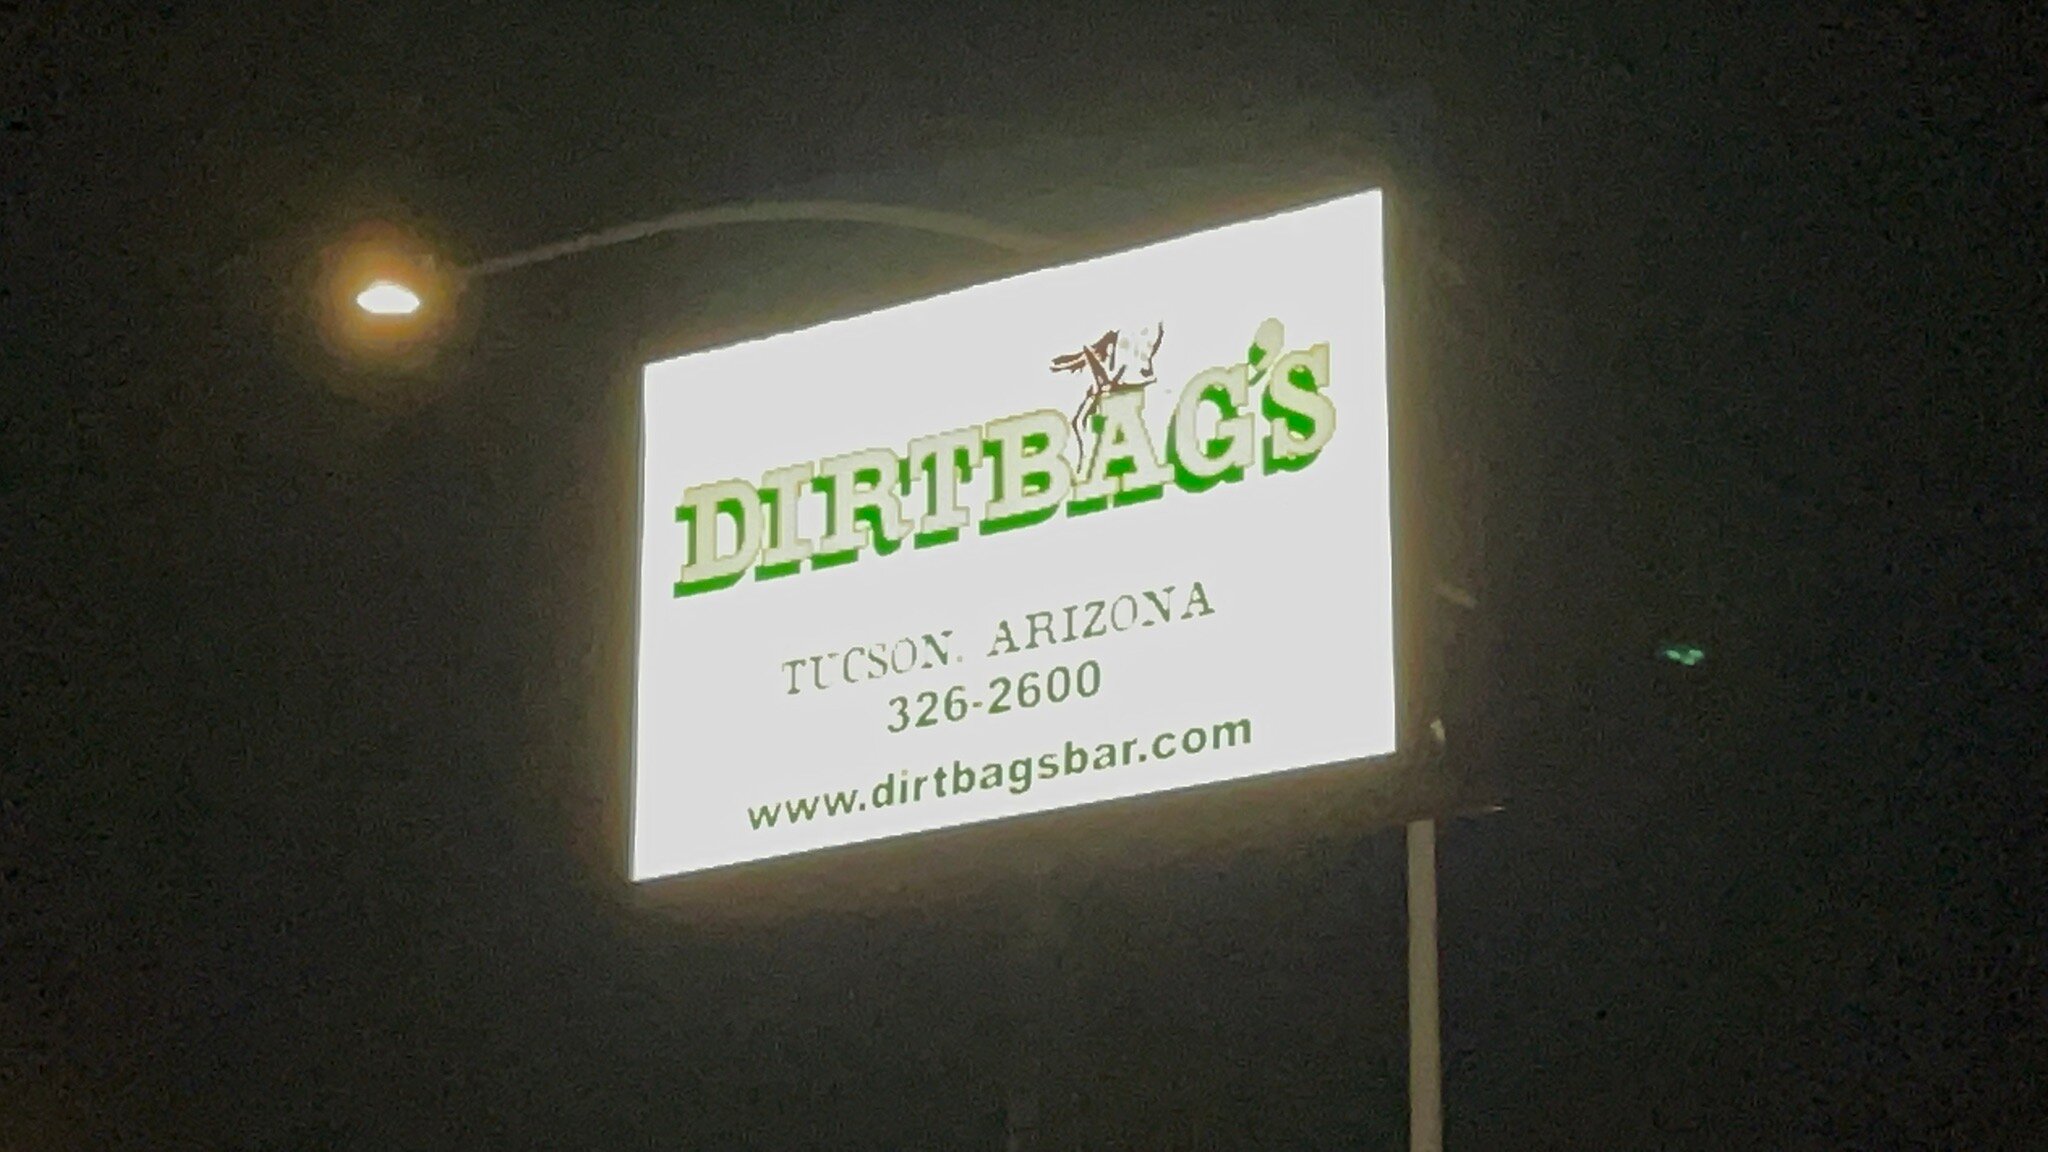 DIRTBAG'S
TUCSON, ARIZONA
326-2600
www.dirtbagsbar.com